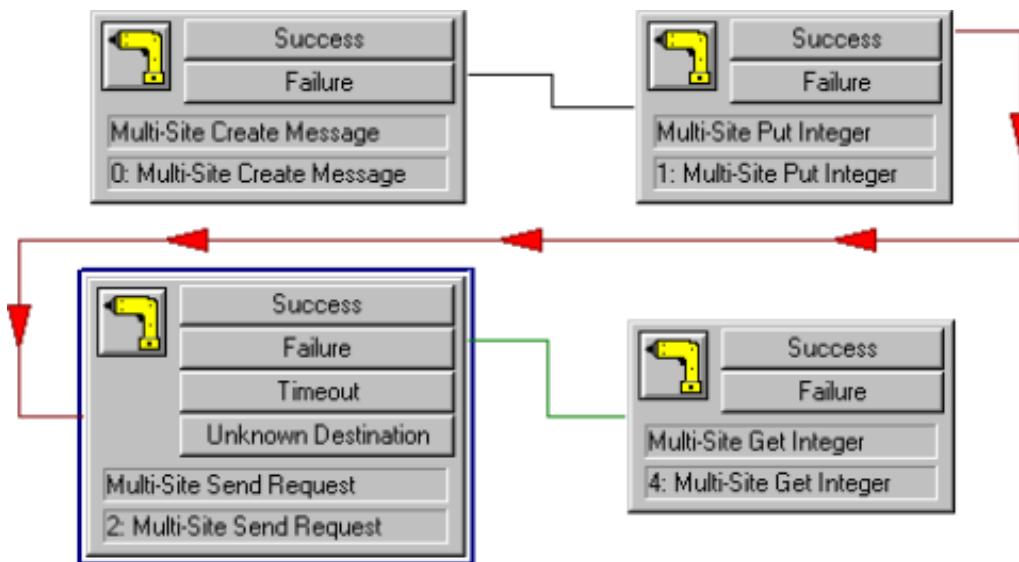 Success
Failure
Multi-Site Create Message
0: Multi-Site Create Message
Success
Failure
Multi-Site Put Integer
1: Multi-Site Put Integer
Success
Failure
Timeout
Unknown Destination
Multi-Site Send Request
2: Multi-Site Send Request
Success
Failure
Multi-Site Get Integer
4: Multi-Site Get Integer